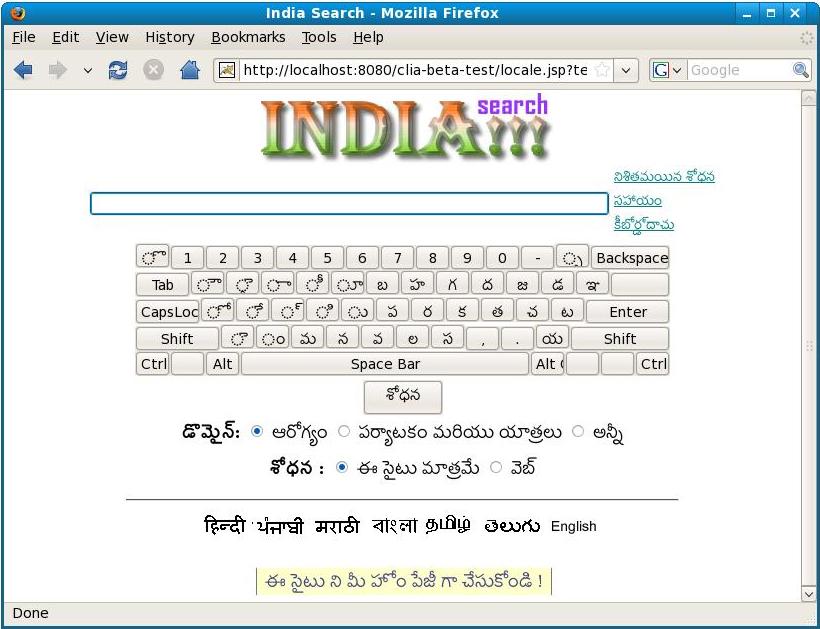 India Search - Mozilla Firefox
File Edit View History Bookmarks Tools Help
http://localhost:8080/clia-beta-test/locale.jsp?te Google
INDIA search !!!
నిశితమయిన శోధన
సహాయం
కీబోర్డ్ దాచు
ొ 1 2 3 4 5 6 7 8 9 0 - ృ Backspace
Tab ౌ ై ా ీ ూ బ హ గ ద జ డ ఞ
CapsLoc ో ే ్ ి ు ప ర క త చ ట Enter
Shift ె ం మ న వ ల స , . య Shift
Ctrl Alt Space Bar Alt Ctrl
శోధన
డొమైన్: ఆరోగ్యం పర్యాటకం మరియు యాత్రలు అన్నీ
శోధన : ఈ సైటు మాత్రమే వెబ్
हिन्दी ਪੰਜਾਬੀ मराठी বাংলা தமிழ் తెలుగు English
ఈ సైటు ని మీ హోం పేజీ గా చేసుకోండి !
Done